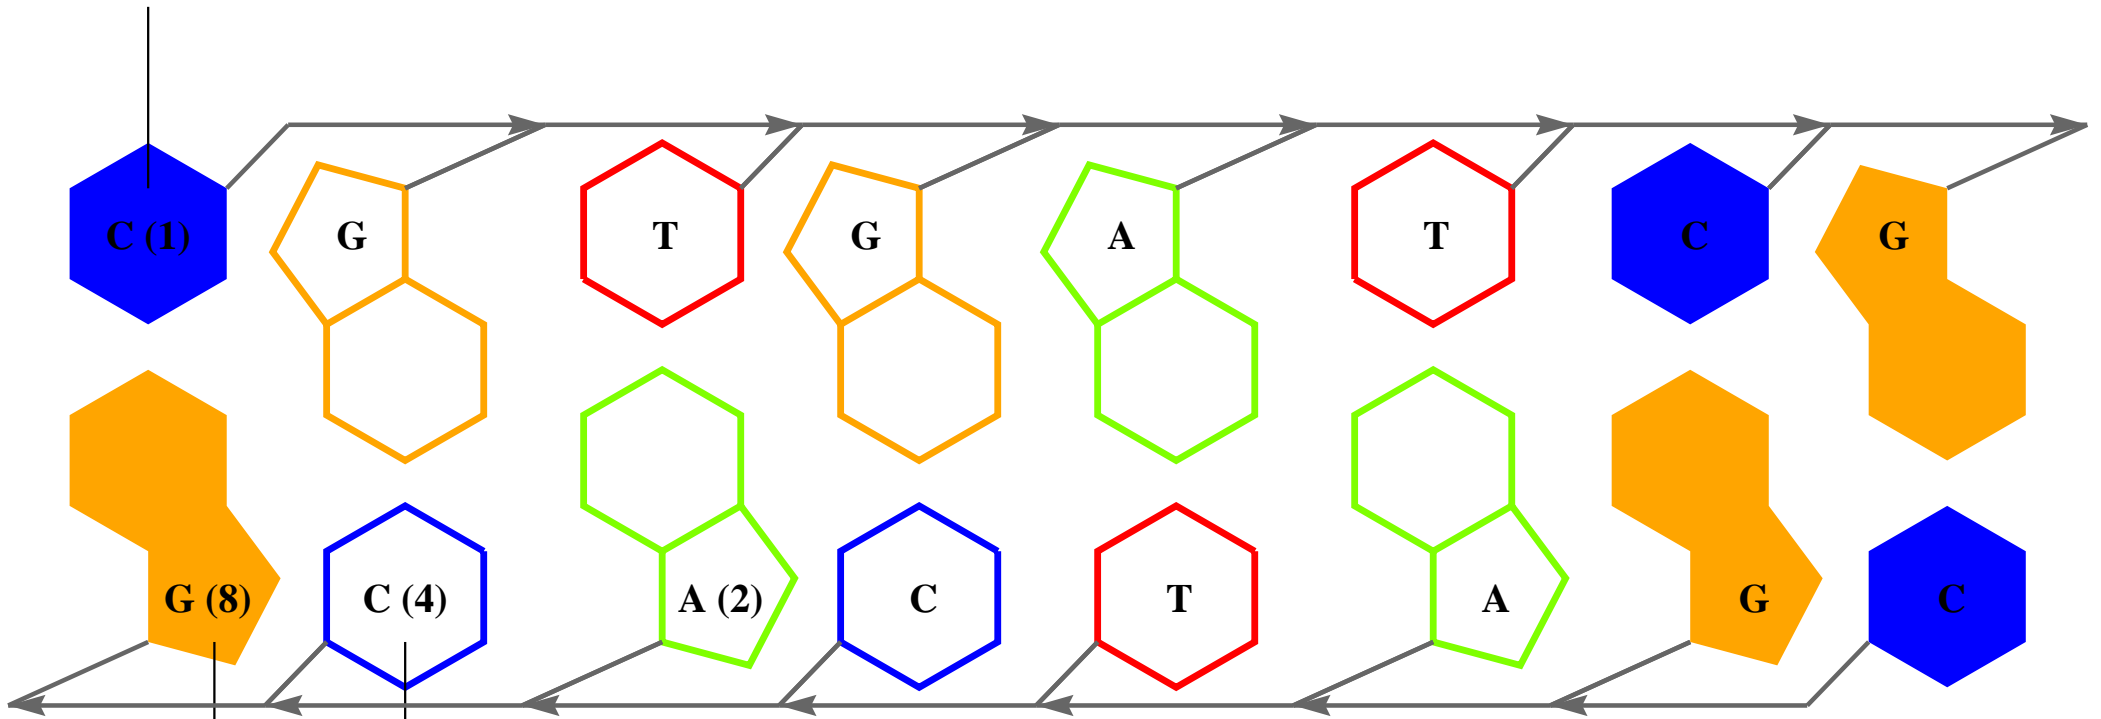 C (1) G T G A T C G
G (8) C (4) A (2) C T A G C